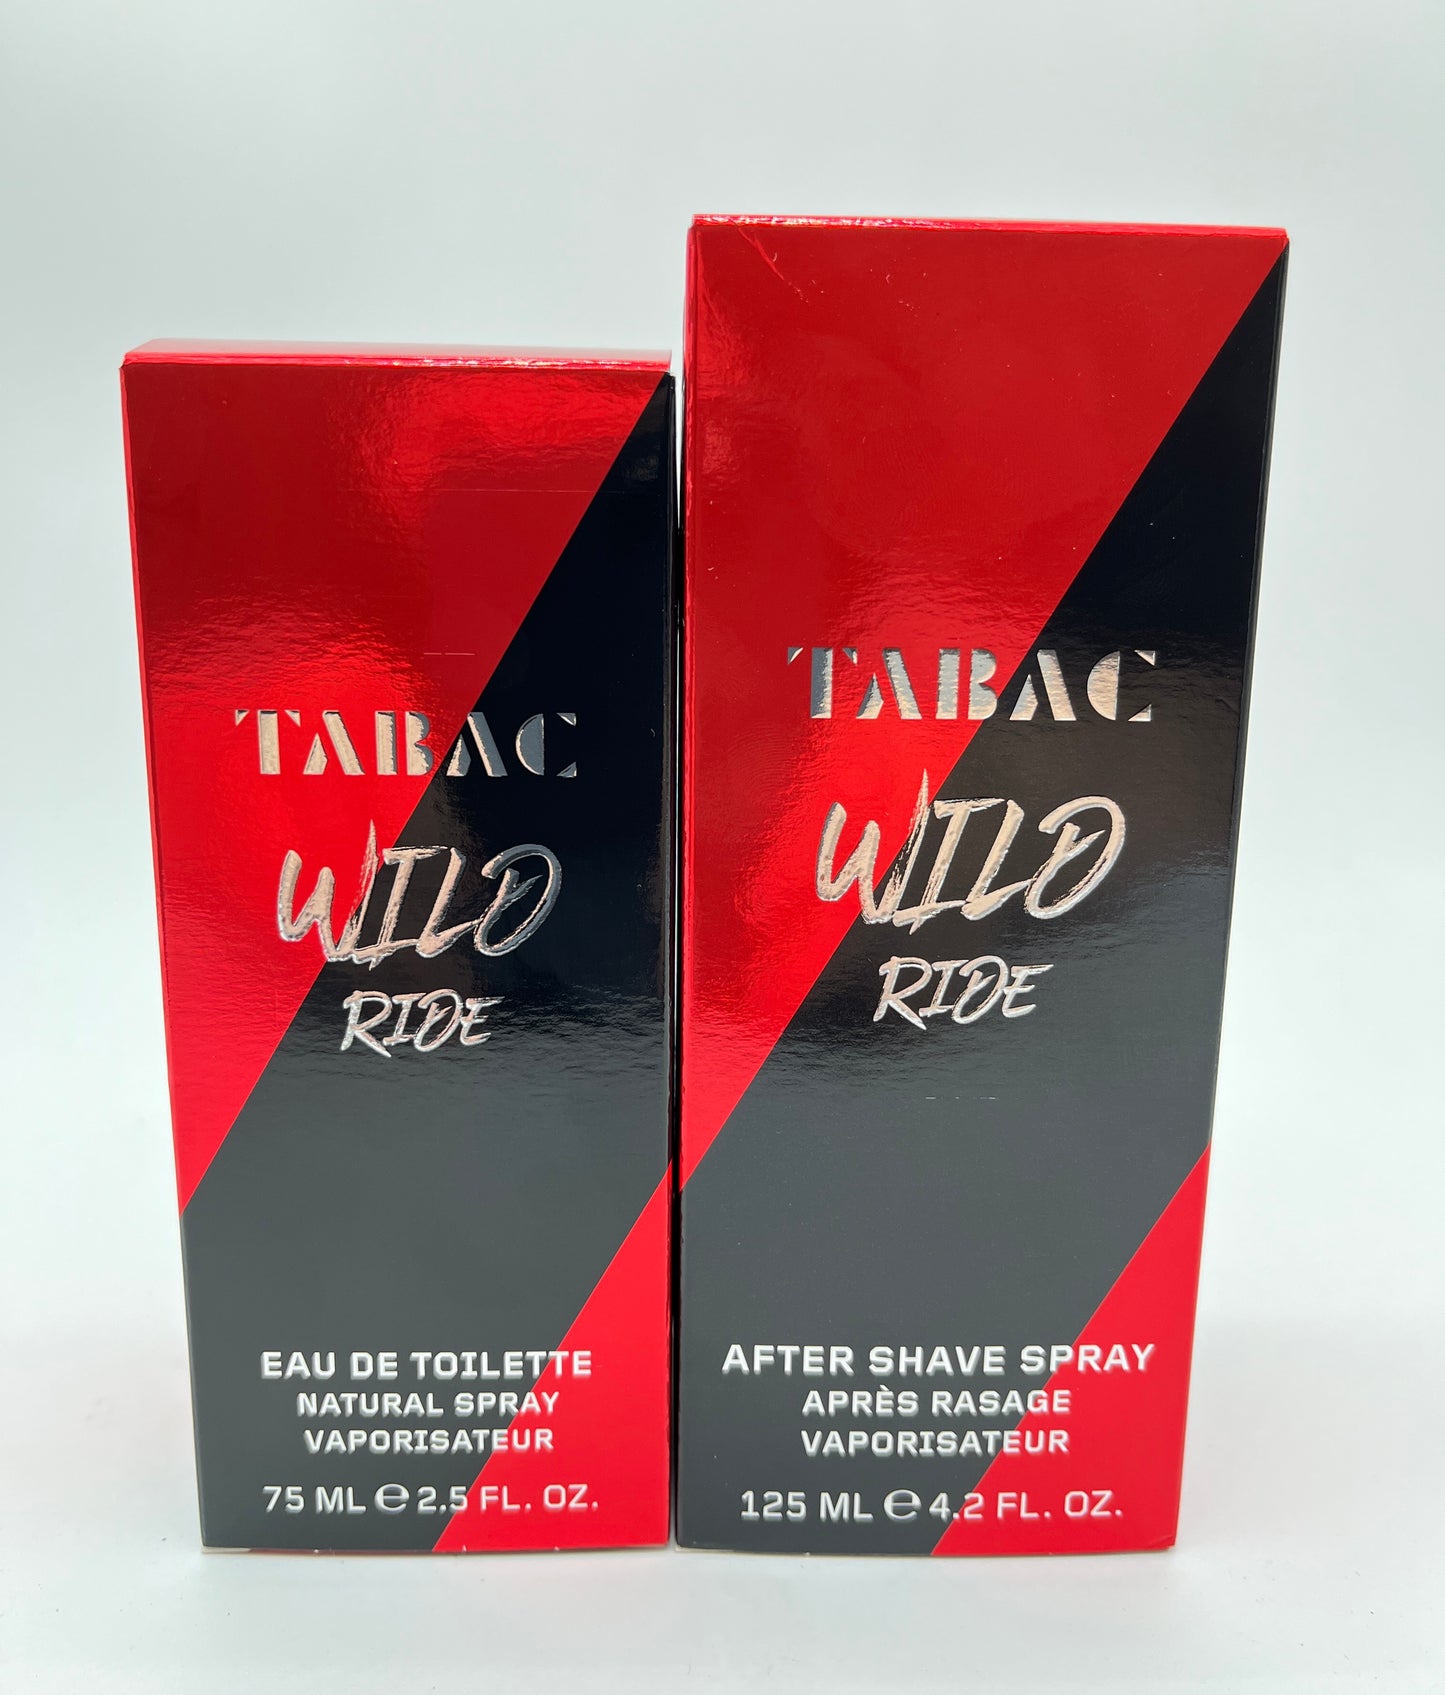 TABAC
WILD
RIDE
EAU DE TOILETTE
NATURAL SPRAY
VAPORISATEUR
75 ML ℮ 2.5 FL. OZ.
TABAC
WILD
RIDE
AFTER SHAVE SPRAY
APRÈS RASAGE
VAPORISATEUR
125 ML ℮ 4.2 FL. OZ.